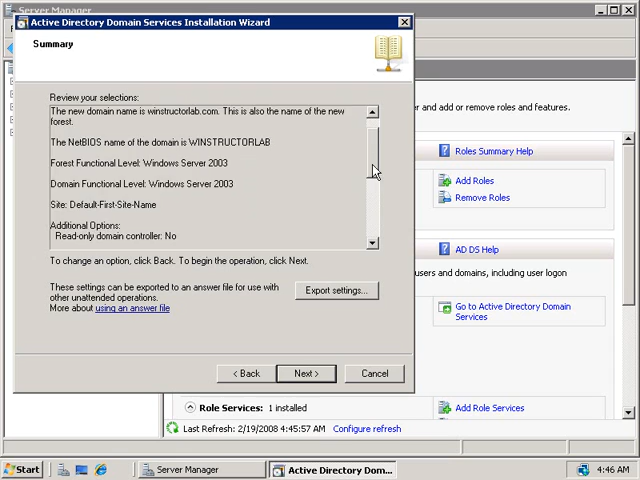 Server Manager
Active Directory Domain Services Installation Wizard
Summary
Review your selections:
The new domain name is winstructorlab.com. This is also the name of the new
forest.
The NetBIOS name of the domain is WINSTRUCTORLAB
Forest Functional Level: Windows Server 2003
Domain Functional Level: Windows Server 2003
Site: Default-First-Site-Name
Additional Options:
Read-only domain controller: No
To change an option, click Back. To begin the operation, click Next.
These settings can be exported to an answer file for use with
other unattended operations.
More about using an answer file
Export settings...
< Back
Next >
Cancel
er and add or remove roles and features.
Roles Summary Help
Add Roles
Remove Roles
AD DS Help
users and domains, including user logon
Go to Active Directory Domain
Services
Role Services: 1 installed
Add Role Services
Last Refresh: 2/19/2008 4:45:57 AM
Configure refresh
Start
Server Manager
Active Directory Dom...
4:46 AM